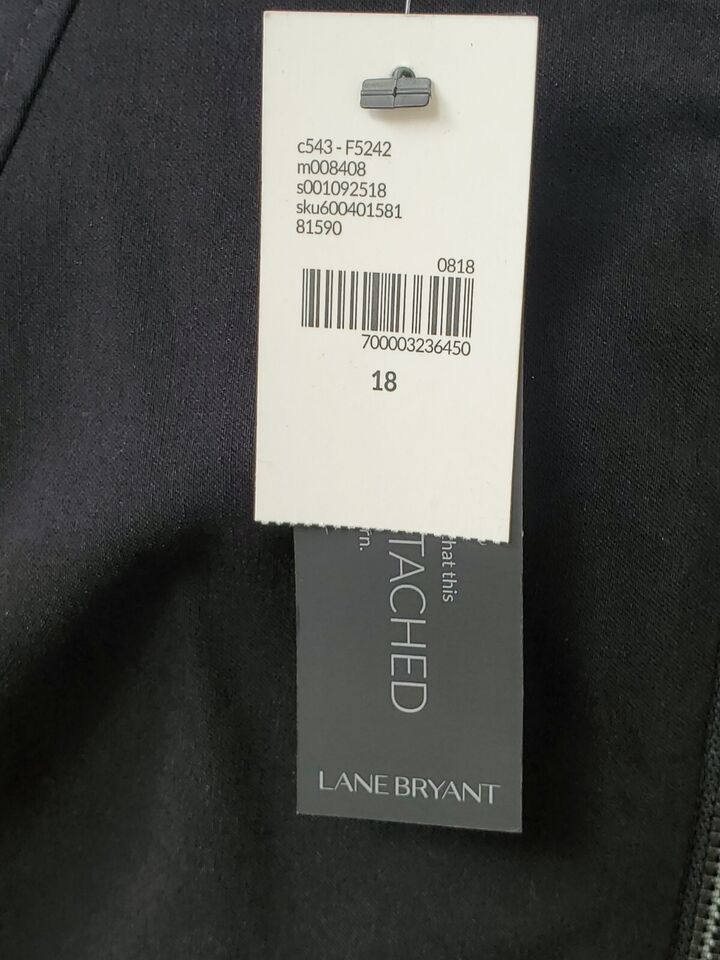 c543 - F5242
m008408
s001092518
sku600401581
81590
0818
700003236450
18
hat this
TACHED
rn.
LANE BRYANT